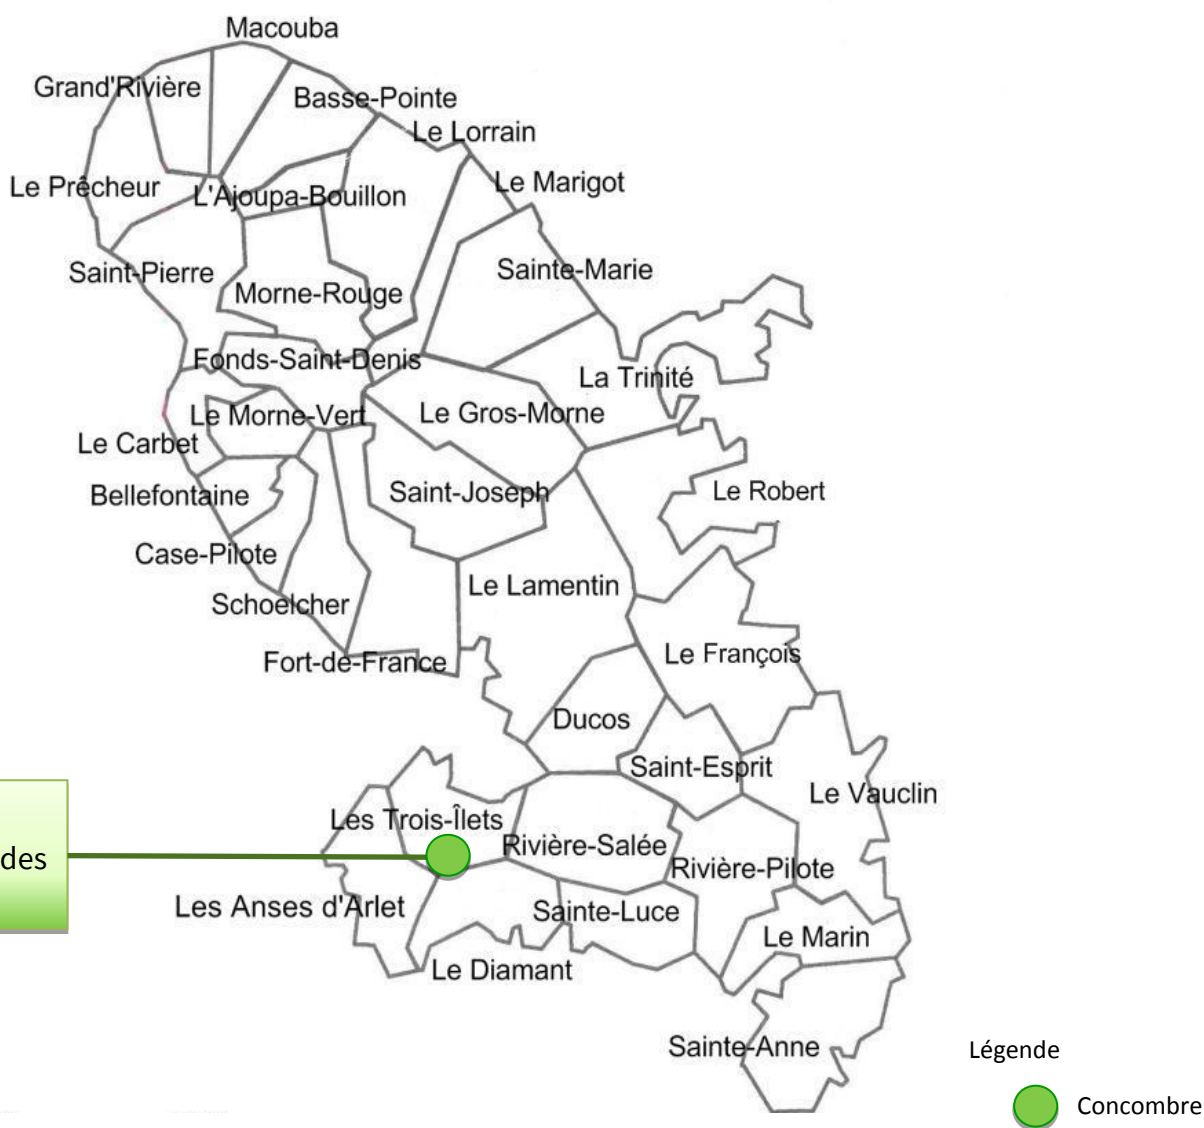 Macouba
Grand'Rivière
Basse-Pointe
Le Lorrain
Le Prêcheur
L'Ajoupa-Bouillon
Le Marigot
Saint-Pierre
Morne-Rouge
Sainte-Marie
Fonds-Saint-Denis
La Trinité
Le Morne-Vert
Le Gros-Morne
Le Carbet
Bellefontaine
Saint-Joseph
Le Robert
Case-Pilote
Le Lamentin
Schoelcher
Fort-de-France
Le François
Ducos
Saint-Esprit
Le Vauclin
Les Trois-Îlets
Rivière-Salée
des
Rivière-Pilote
Les Anses d'Arlet
Sainte-Luce
Le Marin
Le Diamant
Sainte-Anne
Légende
Concombre